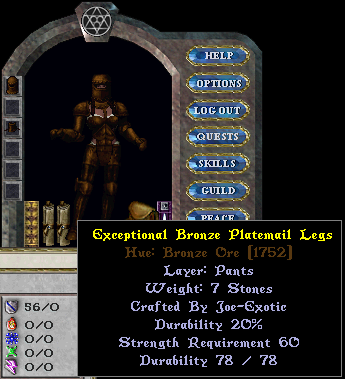 HELP
OPTIONS
LOG OUT
QUESTS
SKILLS
GUILD
PEACE
Exceptional Bronze Platemail Legs
Hue: Bronze Ore [1752]
Layer: Pants
Weight: 7 Stones
Crafted By Joe-Exotic
Durability 20%
Strength Requirement 60
Durability 78 / 78
56/0
0/0
0/0
0/0
0/0